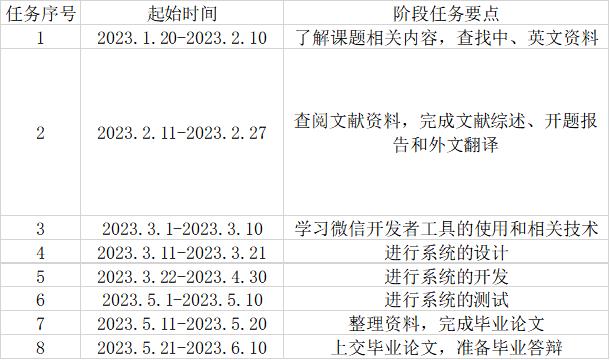 任务序号 起始时间 阶段任务要点
1 2023.1.20-2023.2.10 了解课题相关内容，查找中、英文资料
2 2023.2.11-2023.2.27 查阅文献资料，完成文献综述、开题报
告和外文翻译
3 2023.3.1-2023.3.10 学习微信开发者工具的使用和相关技术
4 2023.3.11-2023.3.21 进行系统的设计
5 2023.3.22-2023.4.30 进行系统的开发
6 2023.5.1-2023.5.10 进行系统的测试
7 2023.5.11-2023.5.20 整理资料，完成毕业论文
8 2023.5.21-2023.6.10 上交毕业论文，准备毕业答辩